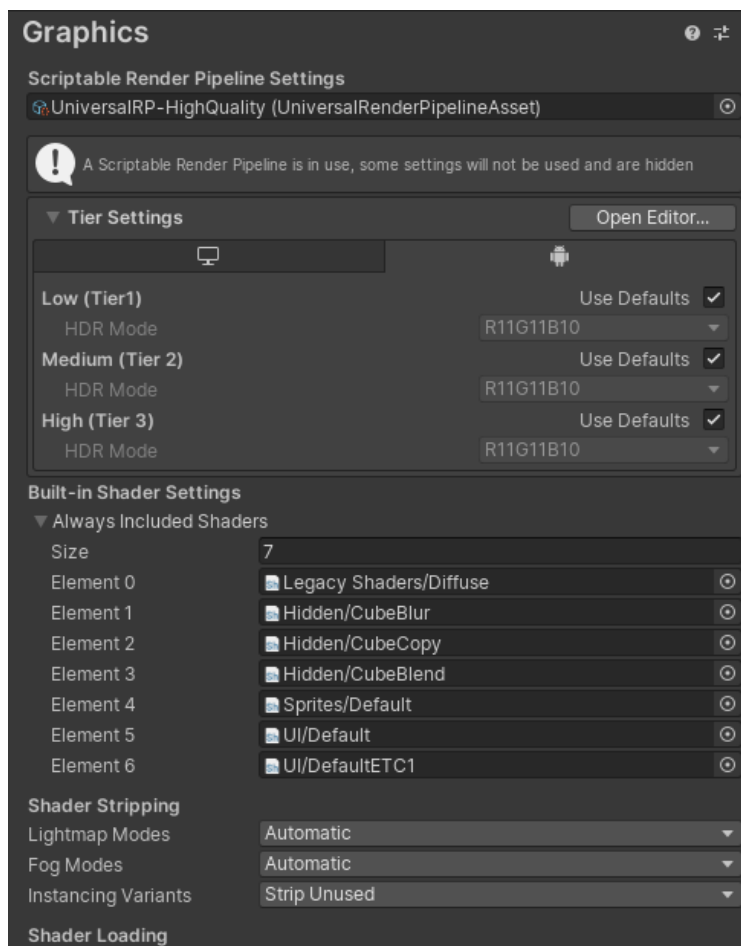 Graphics
Scriptable Render Pipeline Settings
UniversalRP-HighQuality (UniversalRenderPipelineAsset)
A Scriptable Render Pipeline is in use, some settings will not be used and are hidden
Tier Settings Open Editor...
Low (Tier1) Use Defaults
HDR Mode R11G11B10
Medium (Tier 2) Use Defaults
HDR Mode R11G11B10
High (Tier 3) Use Defaults
HDR Mode R11G11B10
Built-in Shader Settings
Always Included Shaders
Size 7
Element 0 Legacy Shaders/Diffuse
Element 1 Hidden/CubeBlur
Element 2 Hidden/CubeCopy
Element 3 Hidden/CubeBlend
Element 4 Sprites/Default
Element 5 UI/Default
Element 6 UI/DefaultETC1
Shader Stripping
Lightmap Modes Automatic
Fog Modes Automatic
Instancing Variants Strip Unused
Shader Loading